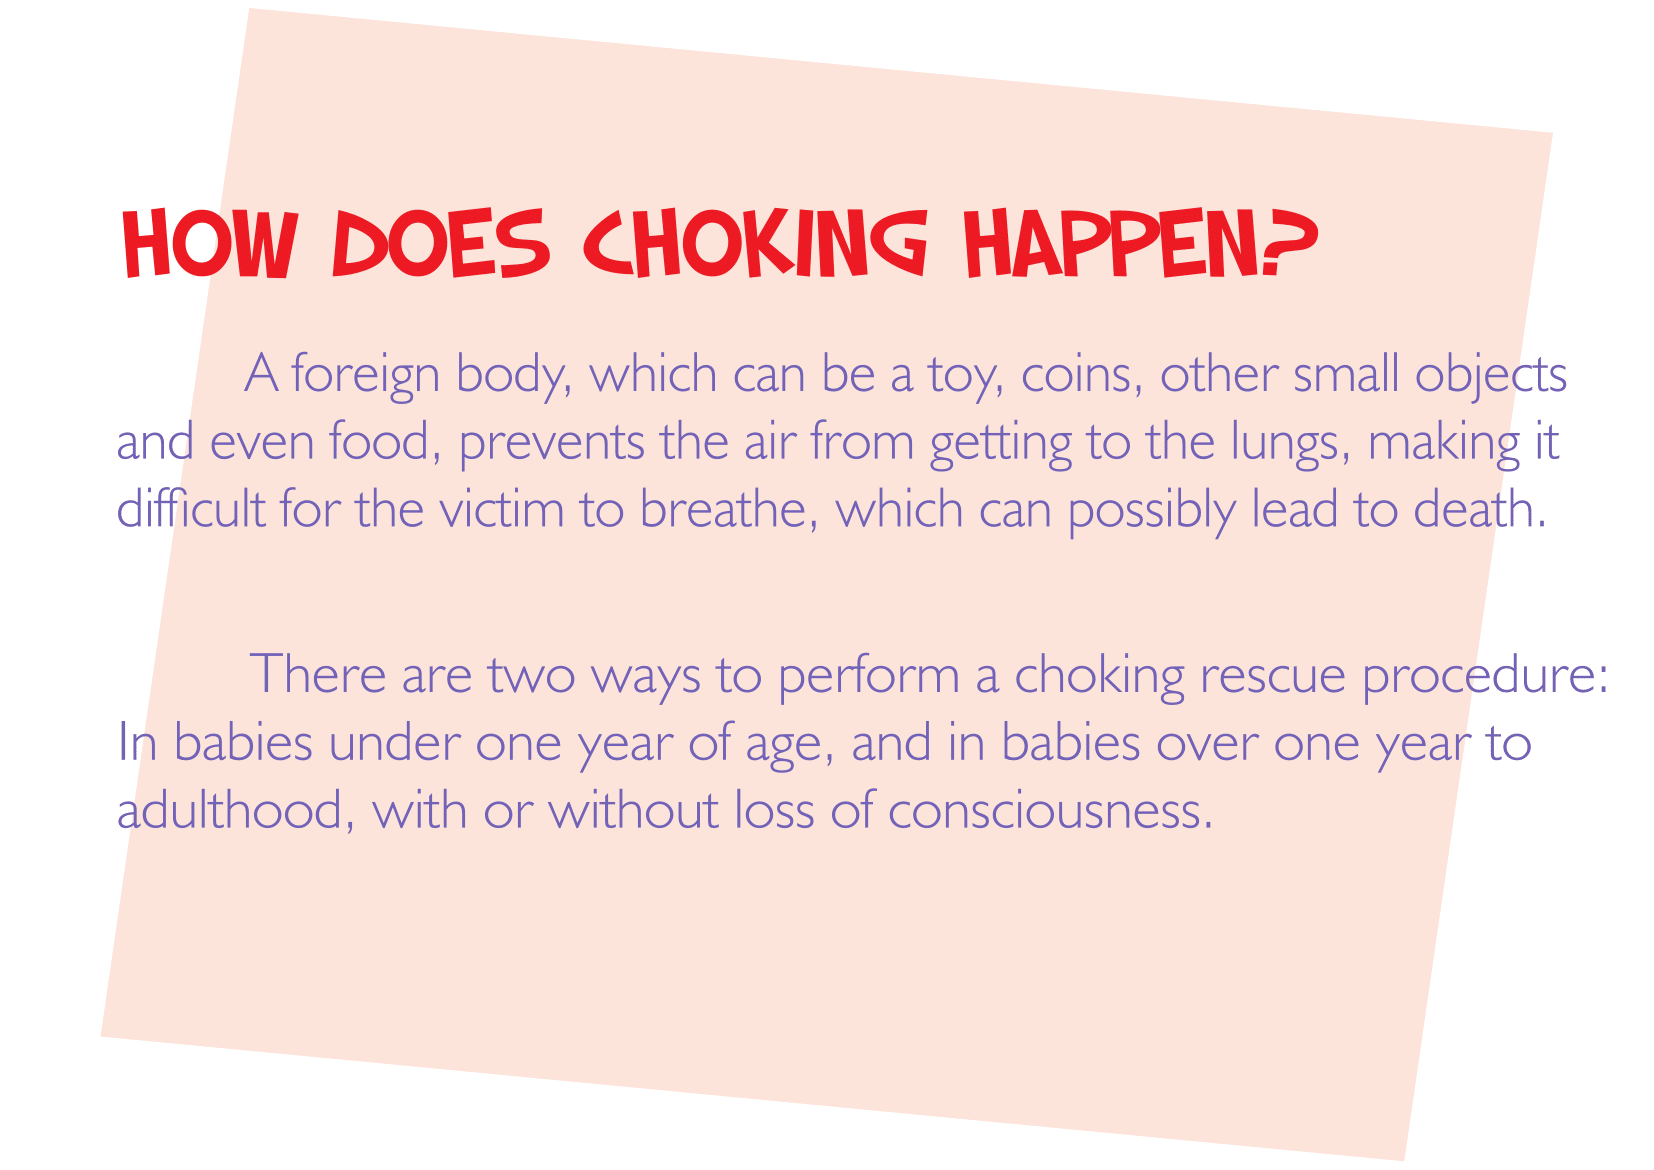 HOW DOES CHOKING HAPPEN?
A foreign body, which can be a toy, coins, other small objects
and even food, prevents the air from getting to the lungs, making it
difficult for the victim to breathe, which can possibly lead to death.
There are two ways to perform a choking rescue procedure:
In babies under one year of age, and in babies over one year to
adulthood, with or without loss of consciousness.